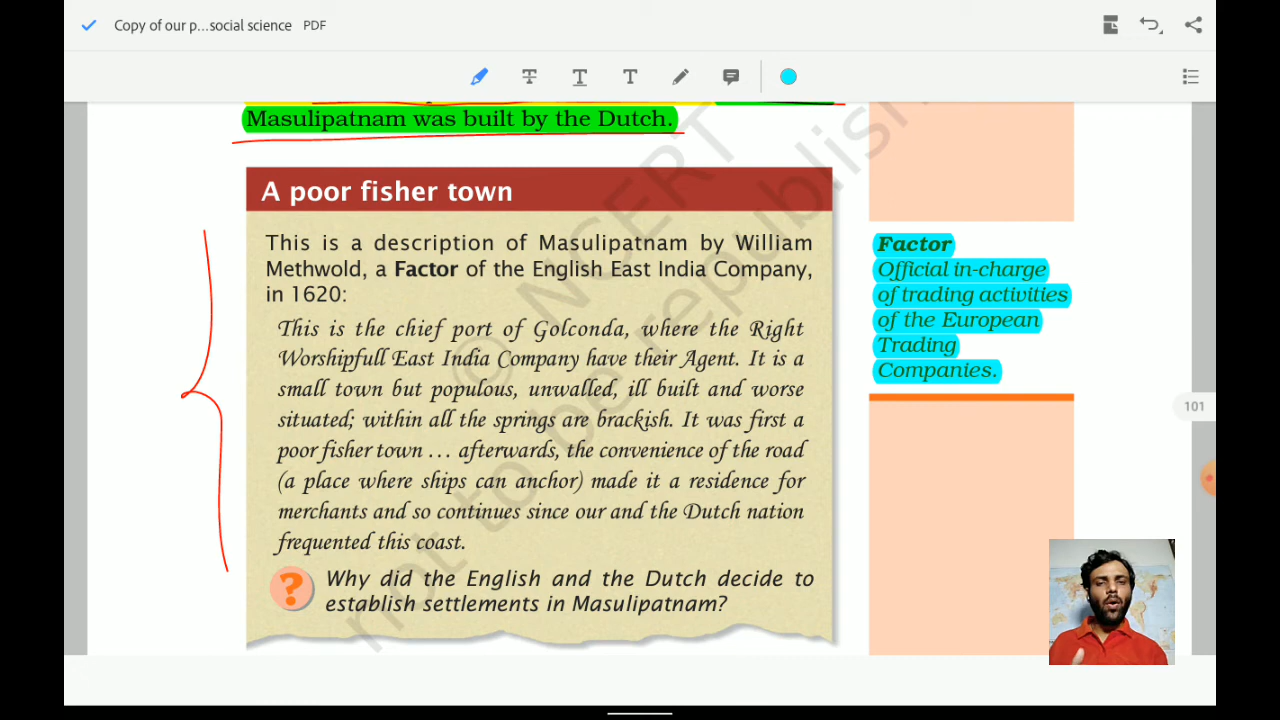 Copy of our p...social science PDF
Masulipatnam was built by the Dutch.
A poor fisher town
This is a description of Masulipatnam by William
Methwold, a Factor of the English East India Company,
in 1620:
This is the chief port of Golconda, where the Right
Worshipfull East India Company have their Agent. It is a
small town but populous, unwalled, ill built and worse
situated; within all the springs are brackish. It was first a
poor fisher town ... afterwards, the convenience of the road
(a place where ships can anchor) made it a residence for
merchants and so continues since our and the Dutch nation
frequented this coast.
? Why did the English and the Dutch decide to
establish settlements in Masulipatnam?
Factor
Official in-charge
of trading activities
of the European
Trading
Companies.
101
© NCERT
not to be republish